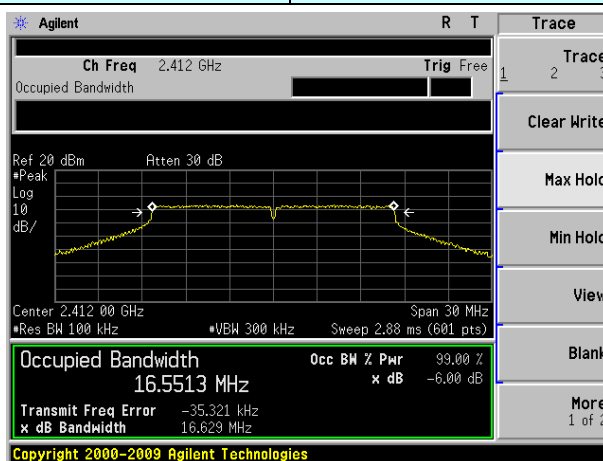 Agilent R T Trace
Ch Freq 2.412 GHz Trig Free
Occupied Bandwidth
Trace
1 2 3
Clear Write
Ref 20 dBm Atten 30 dB
#Peak
Log
10
dB/
Max Hold
Min Hold
View
Center 2.412 00 GHz Span 30 MHz
#Res BW 100 kHz #VBW 300 kHz Sweep 2.88 ms (601 pts)
Occupied Bandwidth Occ BW % Pwr 99.00 %
16.5513 MHz x dB -6.00 dB
Blank
Transmit Freq Error -35.321 kHz
x dB Bandwidth 16.629 MHz
More
1 of 2
Copyright 2000-2009 Agilent Technologies